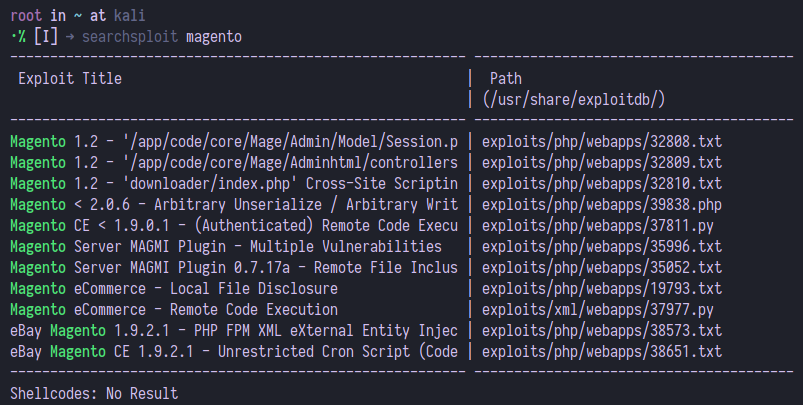 root in ~ at kali
·% [I] → searchsploit magento
--------------------------------------------------------- ----------------------------------------
Exploit Title | Path
| (/usr/share/exploitdb/)
--------------------------------------------------------- ----------------------------------------
Magento 1.2 - '/app/code/core/Mage/Admin/Model/Session.p | exploits/php/webapps/32808.txt
Magento 1.2 - '/app/code/core/Mage/Adminhtml/controllers | exploits/php/webapps/32809.txt
Magento 1.2 - 'downloader/index.php' Cross-Site Scriptin | exploits/php/webapps/32810.txt
Magento < 2.0.6 - Arbitrary Unserialize / Arbitrary Writ | exploits/php/webapps/39838.php
Magento CE < 1.9.0.1 - (Authenticated) Remote Code Execu | exploits/php/webapps/37811.py
Magento Server MAGMI Plugin - Multiple Vulnerabilities | exploits/php/webapps/35996.txt
Magento Server MAGMI Plugin 0.7.17a - Remote File Inclus | exploits/php/webapps/35052.txt
Magento eCommerce - Local File Disclosure | exploits/php/webapps/19793.txt
Magento eCommerce - Remote Code Execution | exploits/xml/webapps/37977.py
eBay Magento 1.9.2.1 - PHP FPM XML eXternal Entity Injec | exploits/php/webapps/38573.txt
eBay Magento CE 1.9.2.1 - Unrestricted Cron Script (Code | exploits/php/webapps/38651.txt
--------------------------------------------------------- ----------------------------------------
Shellcodes: No Result